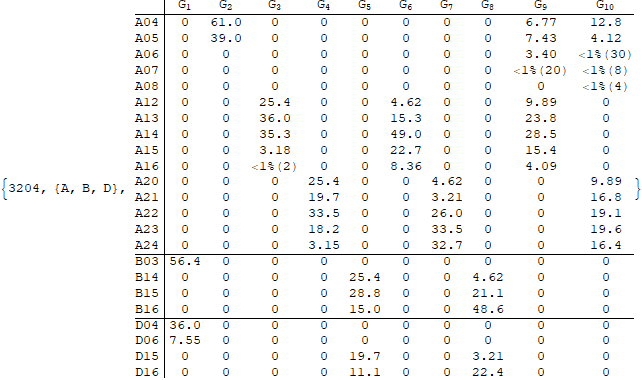 G1 G2 G3 G4 G5 G6 G7 G8 G9 G10
A04 0 61.0 0 0 0 0 0 0 6.77 12.8
A05 0 39.0 0 0 0 0 0 0 7.43 4.12
A06 0 0 0 0 0 0 0 0 3.40 <1%(30)
A07 0 0 0 0 0 0 0 0 <1%(20) <1%(8)
A08 0 0 0 0 0 0 0 0 0 <1%(4)
A12 0 0 25.4 0 0 4.62 0 0 9.89 0
A13 0 0 36.0 0 0 15.3 0 0 23.8 0
A14 0 0 35.3 0 0 49.0 0 0 28.5 0
A15 0 0 3.18 0 0 22.7 0 0 15.4 0
A16 0 0 <1%(2) 0 0 8.36 0 0 4.09 0
{3204, {A, B, D}, A20 0 0 0 25.4 0 0 4.62 0 0 9.89 }
A21 0 0 0 19.7 0 0 3.21 0 0 16.8
A22 0 0 0 33.5 0 0 26.0 0 0 19.1
A23 0 0 0 18.2 0 0 33.5 0 0 19.6
A24 0 0 0 3.15 0 0 32.7 0 0 16.4
B03 56.4 0 0 0 0 0 0 0 0 0
B14 0 0 0 0 25.4 0 0 4.62 0 0
B15 0 0 0 0 28.8 0 0 21.1 0 0
B16 0 0 0 0 15.0 0 0 48.6 0 0
D04 36.0 0 0 0 0 0 0 0 0 0
D06 7.55 0 0 0 0 0 0 0 0 0
D15 0 0 0 0 19.7 0 0 3.21 0 0
D16 0 0 0 0 11.1 0 0 22.4 0 0